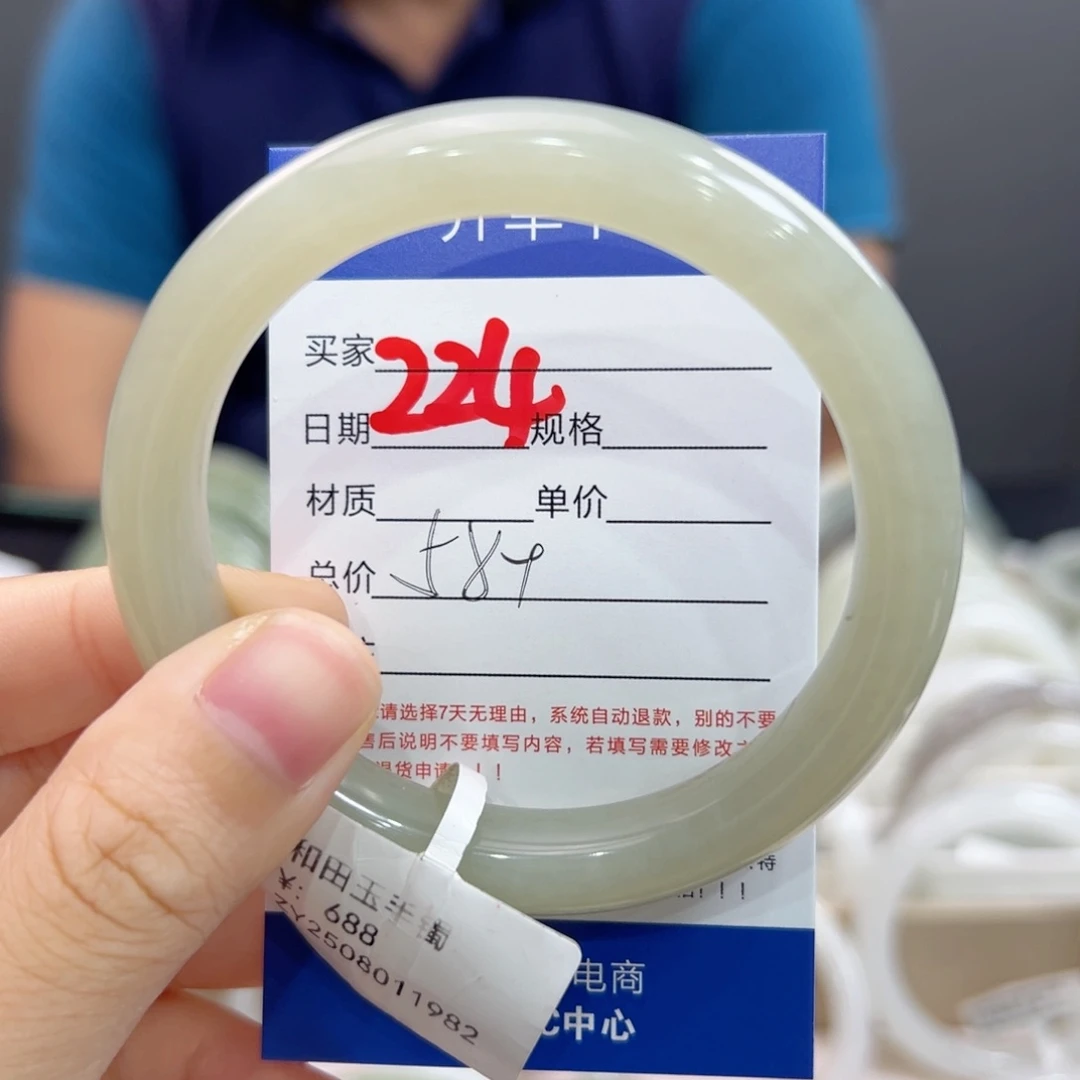 买家 224
日期 规格
材质 单价
总价 589
请选择7天无理由，系统自动退款，别的不要
售后说明不要填写内容，若填写需要修改
退货申请！！
和田玉手镯
688
ZY2508011982
电商
C中心